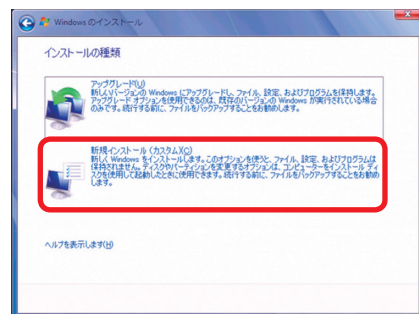 Windows のインストール
インストールの種類
アップグレード(U)
新しいバージョンの Windows にアップグレードし、ファイル、設定、およびプログラムを保持します。
アップグレード オプションを使用できるのは、既存のバージョンの Windows が実行されている場合
のみです。続行する前に、ファイルをバックアップすることをお勧めします。
新規インストール (カスタム)(C)
新しく Windows をインストールします。このオプションを使うと、ファイル、設定、およびプログラムは
保持されません。ディスクやパーティションを変更するオプションは、コンピューターをインストール ディ
スクを使用して起動したときに使用できます。続行する前に、ファイルをバックアップすることをお勧め
します。
ヘルプを表示します(H)